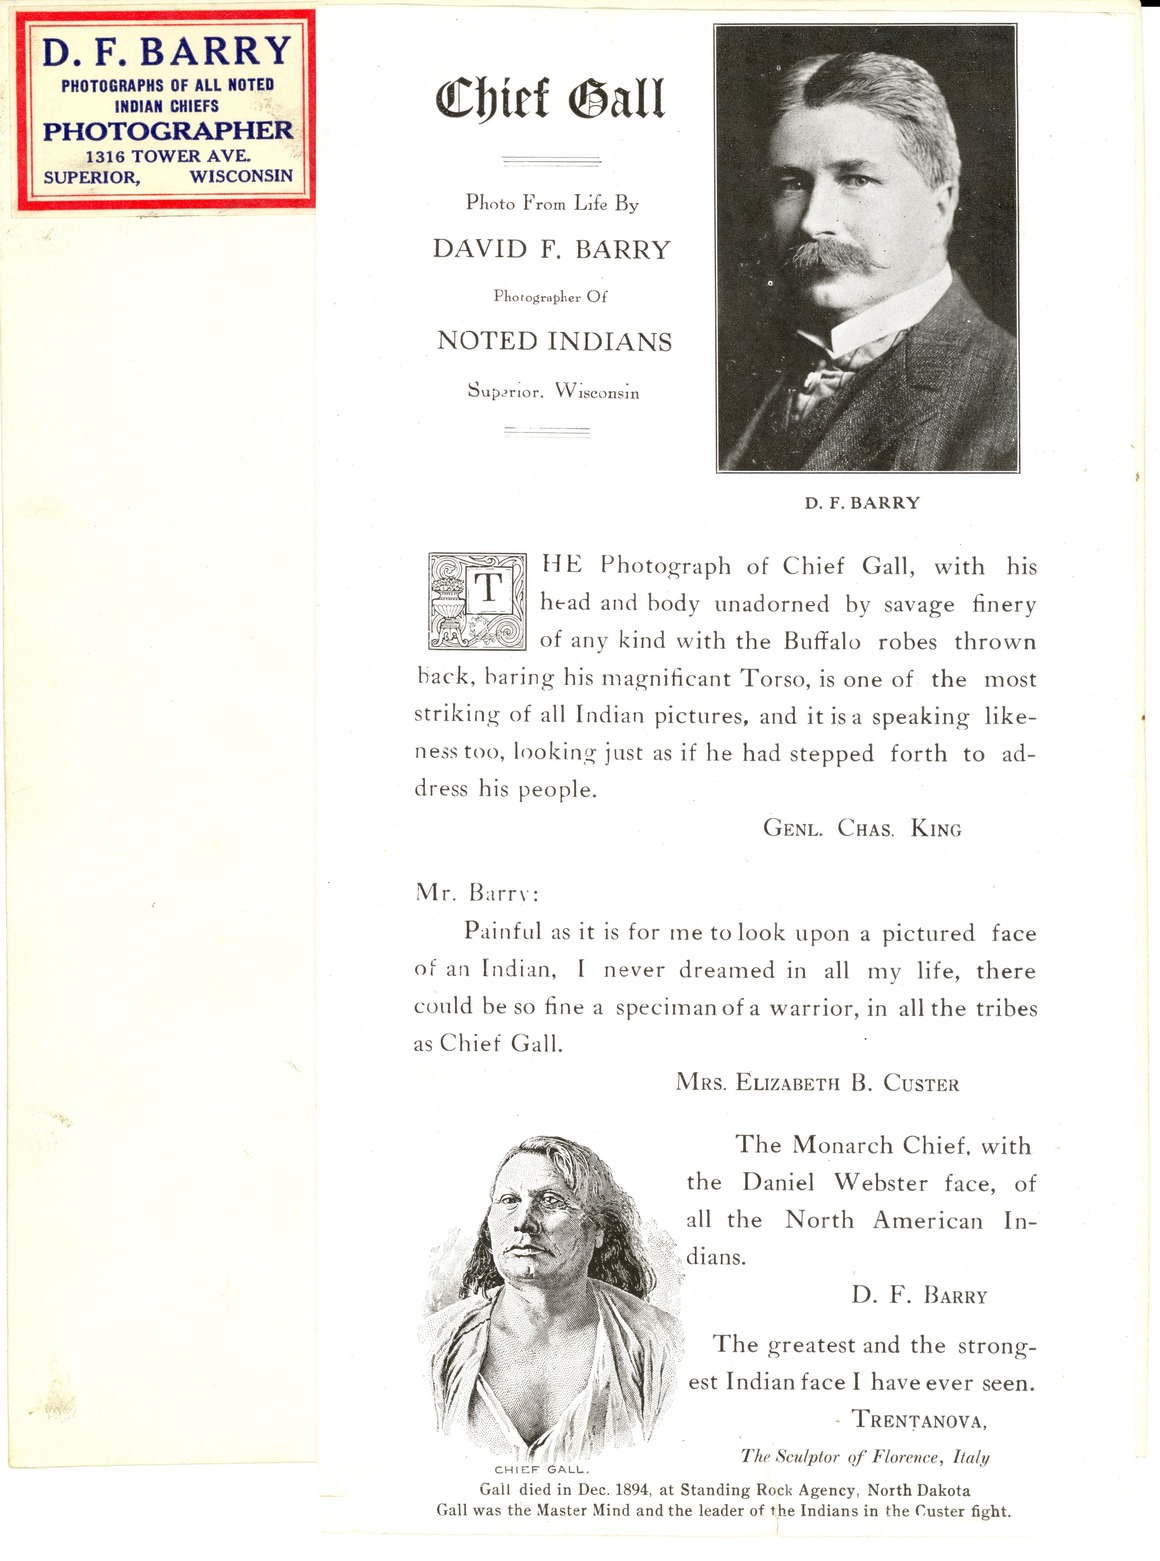 D. F. BARRY
PHOTOGRAPHS OF ALL NOTED
INDIAN CHIEFS
PHOTOGRAPHER
1316 TOWER AVE.
SUPERIOR, WISCONSIN
Chief Gall
Photo From Life By
DAVID F. BARRY
Photographer Of
NOTED INDIANS
Superior, Wisconsin
D. F. BARRY
THE Photograph of Chief Gall, with his
head and body unadorned by savage finery
of any kind with the Buffalo robes thrown
back, baring his magnificant Torso, is one of the most
striking of all Indian pictures, and it is a speaking like-
ness too, looking just as if he had stepped forth to ad-
dress his people.
GENL. CHAS. KING
Mr. Barry:
Painful as it is for me to look upon a pictured face
of an Indian, I never dreamed in all my life, there
could be so fine a speciman of a warrior, in all the tribes
as Chief Gall.
MRS. ELIZABETH B. CUSTER
The Monarch Chief, with
the Daniel Webster face, of
all the North American In-
dians.
D. F. BARRY
The greatest and the strong-
est Indian face I have ever seen.
TRENTANOVA,
The Sculptor of Florence, Italy
CHIEF GALL.
Gall died in Dec. 1894, at Standing Rock Agency, North Dakota
Gall was the Master Mind and the leader of the Indians in the Custer fight.